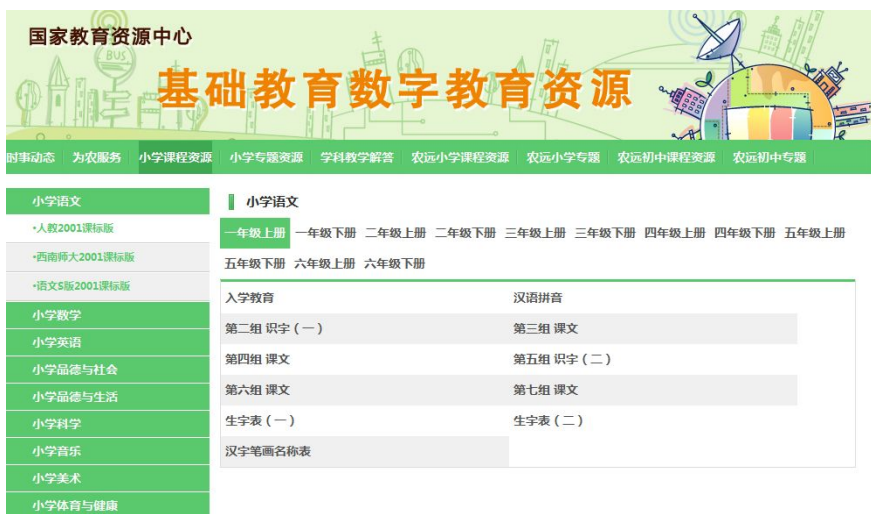 国家教育资源中心
BUS
基础教育数字教育资源
时事动态 为农服务 小学课程资源 小学专题资源 学科教学解答 农远小学课程资源 农远小学专题 农远初中课程资源 农远初中专题
小学语文
·人教2001课标版
·西南师大2001课标版
·语文S版2001课标版
小学数学
小学英语
小学品德与社会
小学品德与生活
小学科学
小学音乐
小学美术
小学体育与健康
小学语文
一年级上册 一年级下册 二年级上册 二年级下册 三年级上册 三年级下册 四年级上册 四年级下册 五年级上册
五年级下册 六年级上册 六年级下册
入学教育 汉语拼音
第二组 识字(一) 第三组 课文
第四组 课文 第五组 识字(二)
第六组 课文 第七组 课文
生字表(一) 生字表(二)
汉字笔画名称表